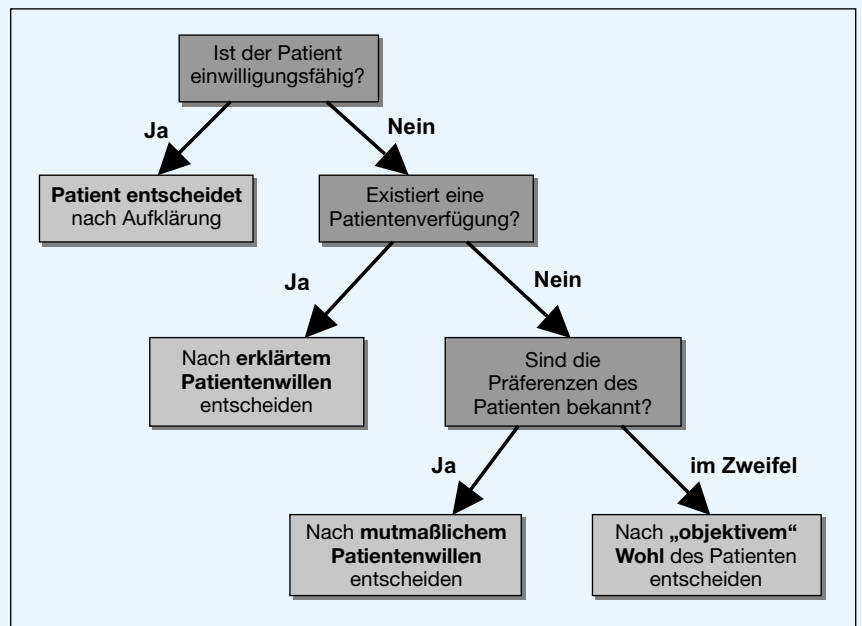 Ist der Patient
einwilligungsfähig?
Ja
Nein
Patient entscheidet
nach Aufklärung
Existiert eine
Patientenverfügung?
Ja
Nein
Nach erklärtem
Patientenwillen
entscheiden
Sind die
Präferenzen des
Patienten bekannt?
Ja
im Zweifel
Nach mutmaßlichem
Patientenwillen
entscheiden
Nach „objektivem“
Wohl des Patienten
entscheiden